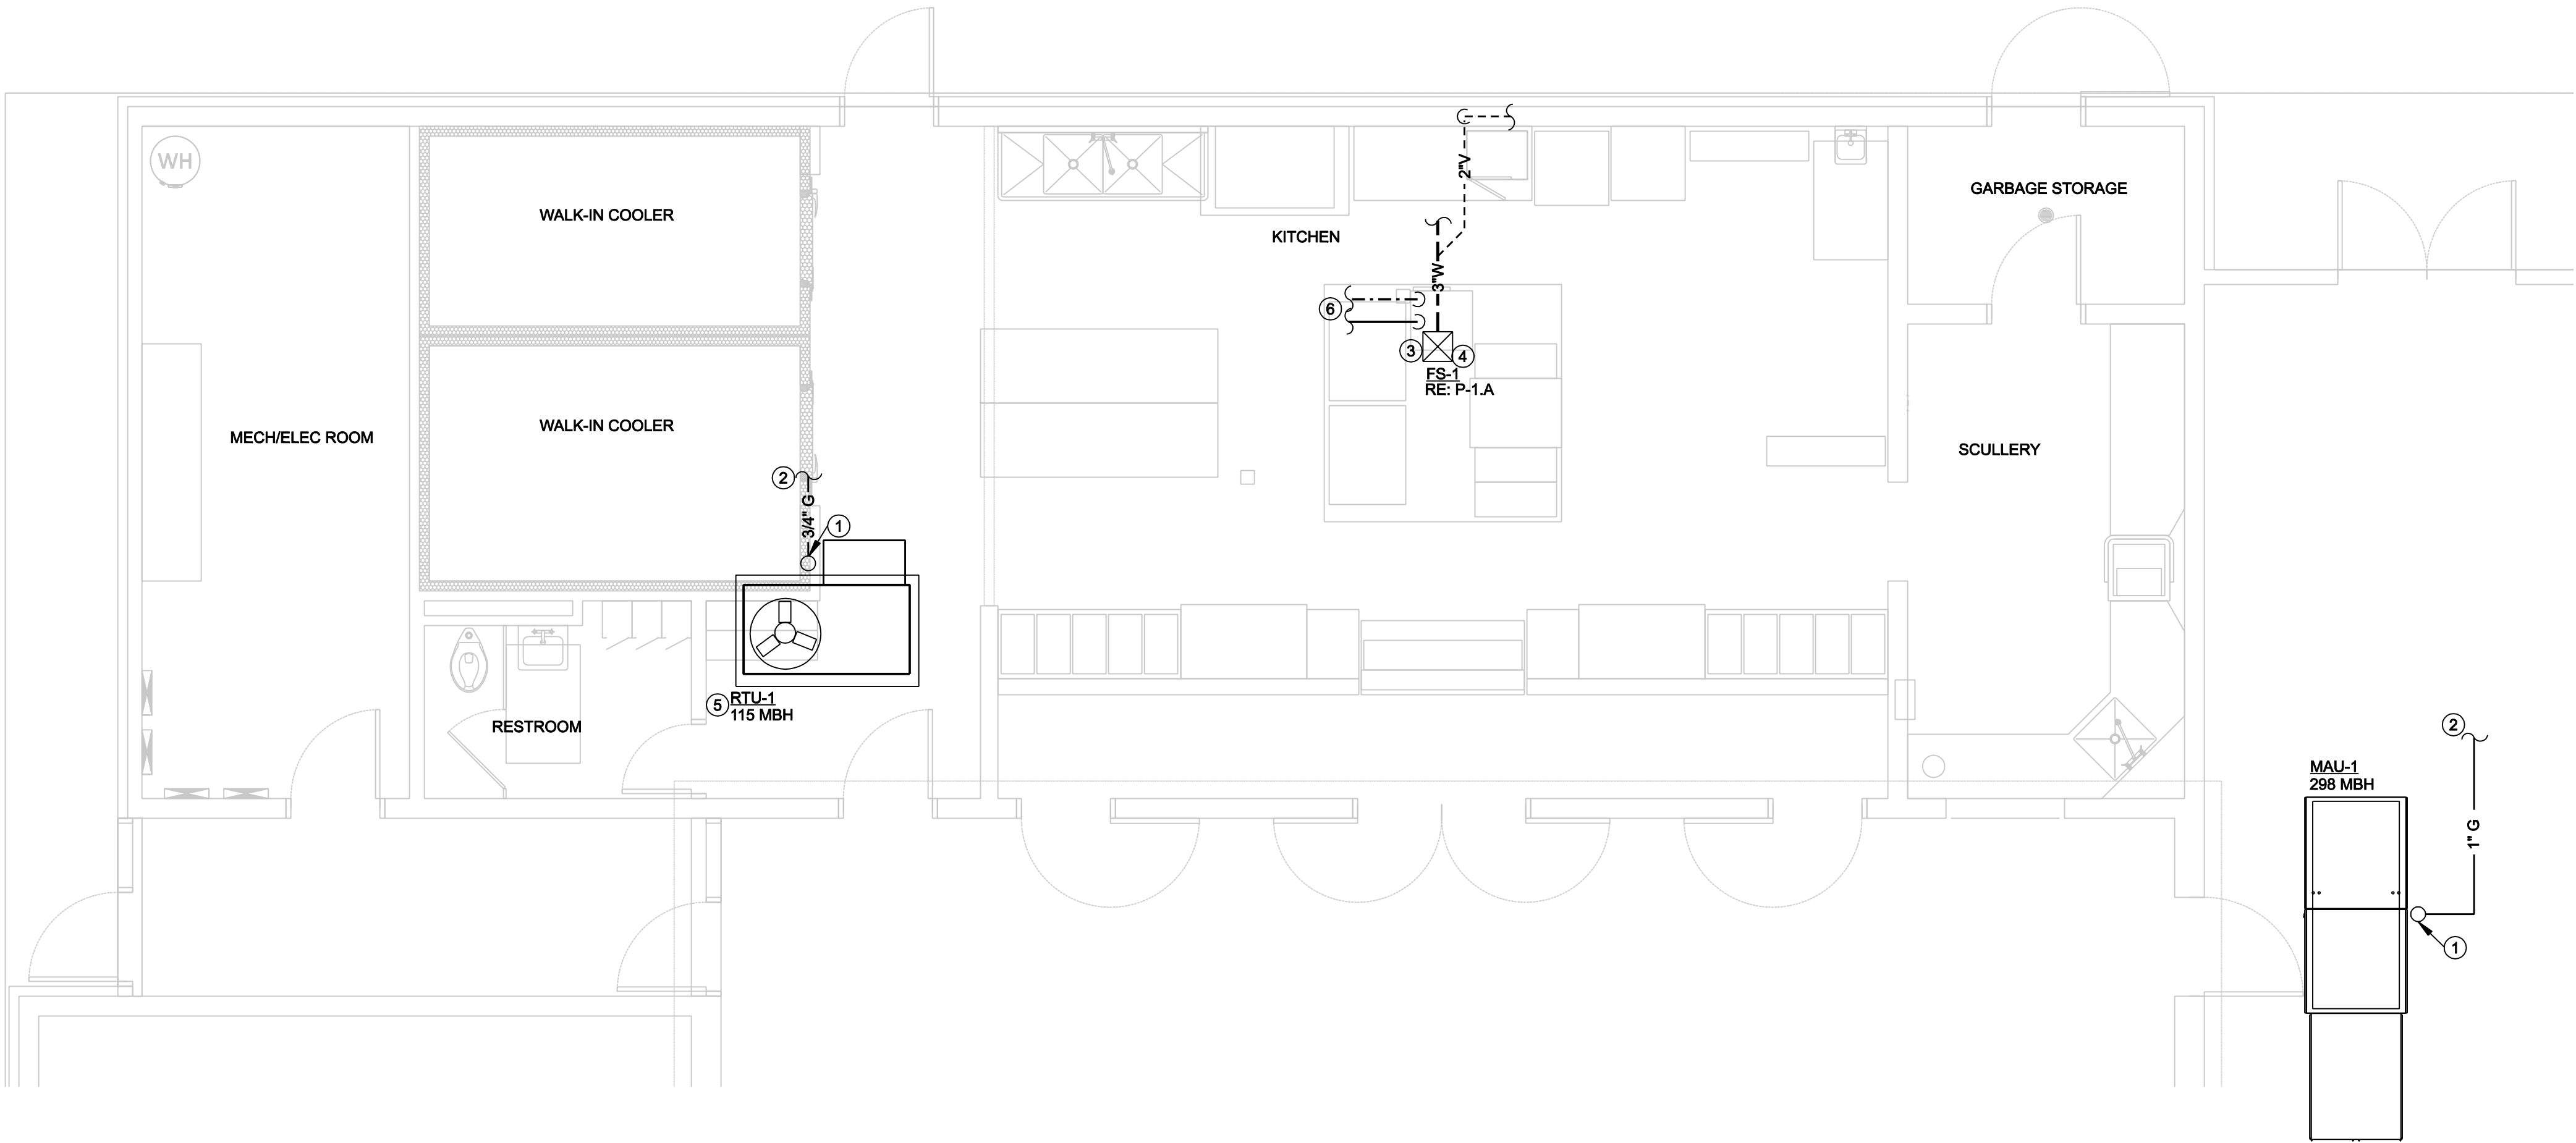 WH
WALK-IN COOLER
2"V
GARBAGE STORAGE
KITCHEN
3"W
6
3
4
FS-1
RE: P-1.A
MECH/ELEC ROOM
WALK-IN COOLER
SCULLERY
2
3/4" G
1
5
RTU-1
115 MBH
RESTROOM
2
MAU-1
298 MBH
1" G
1